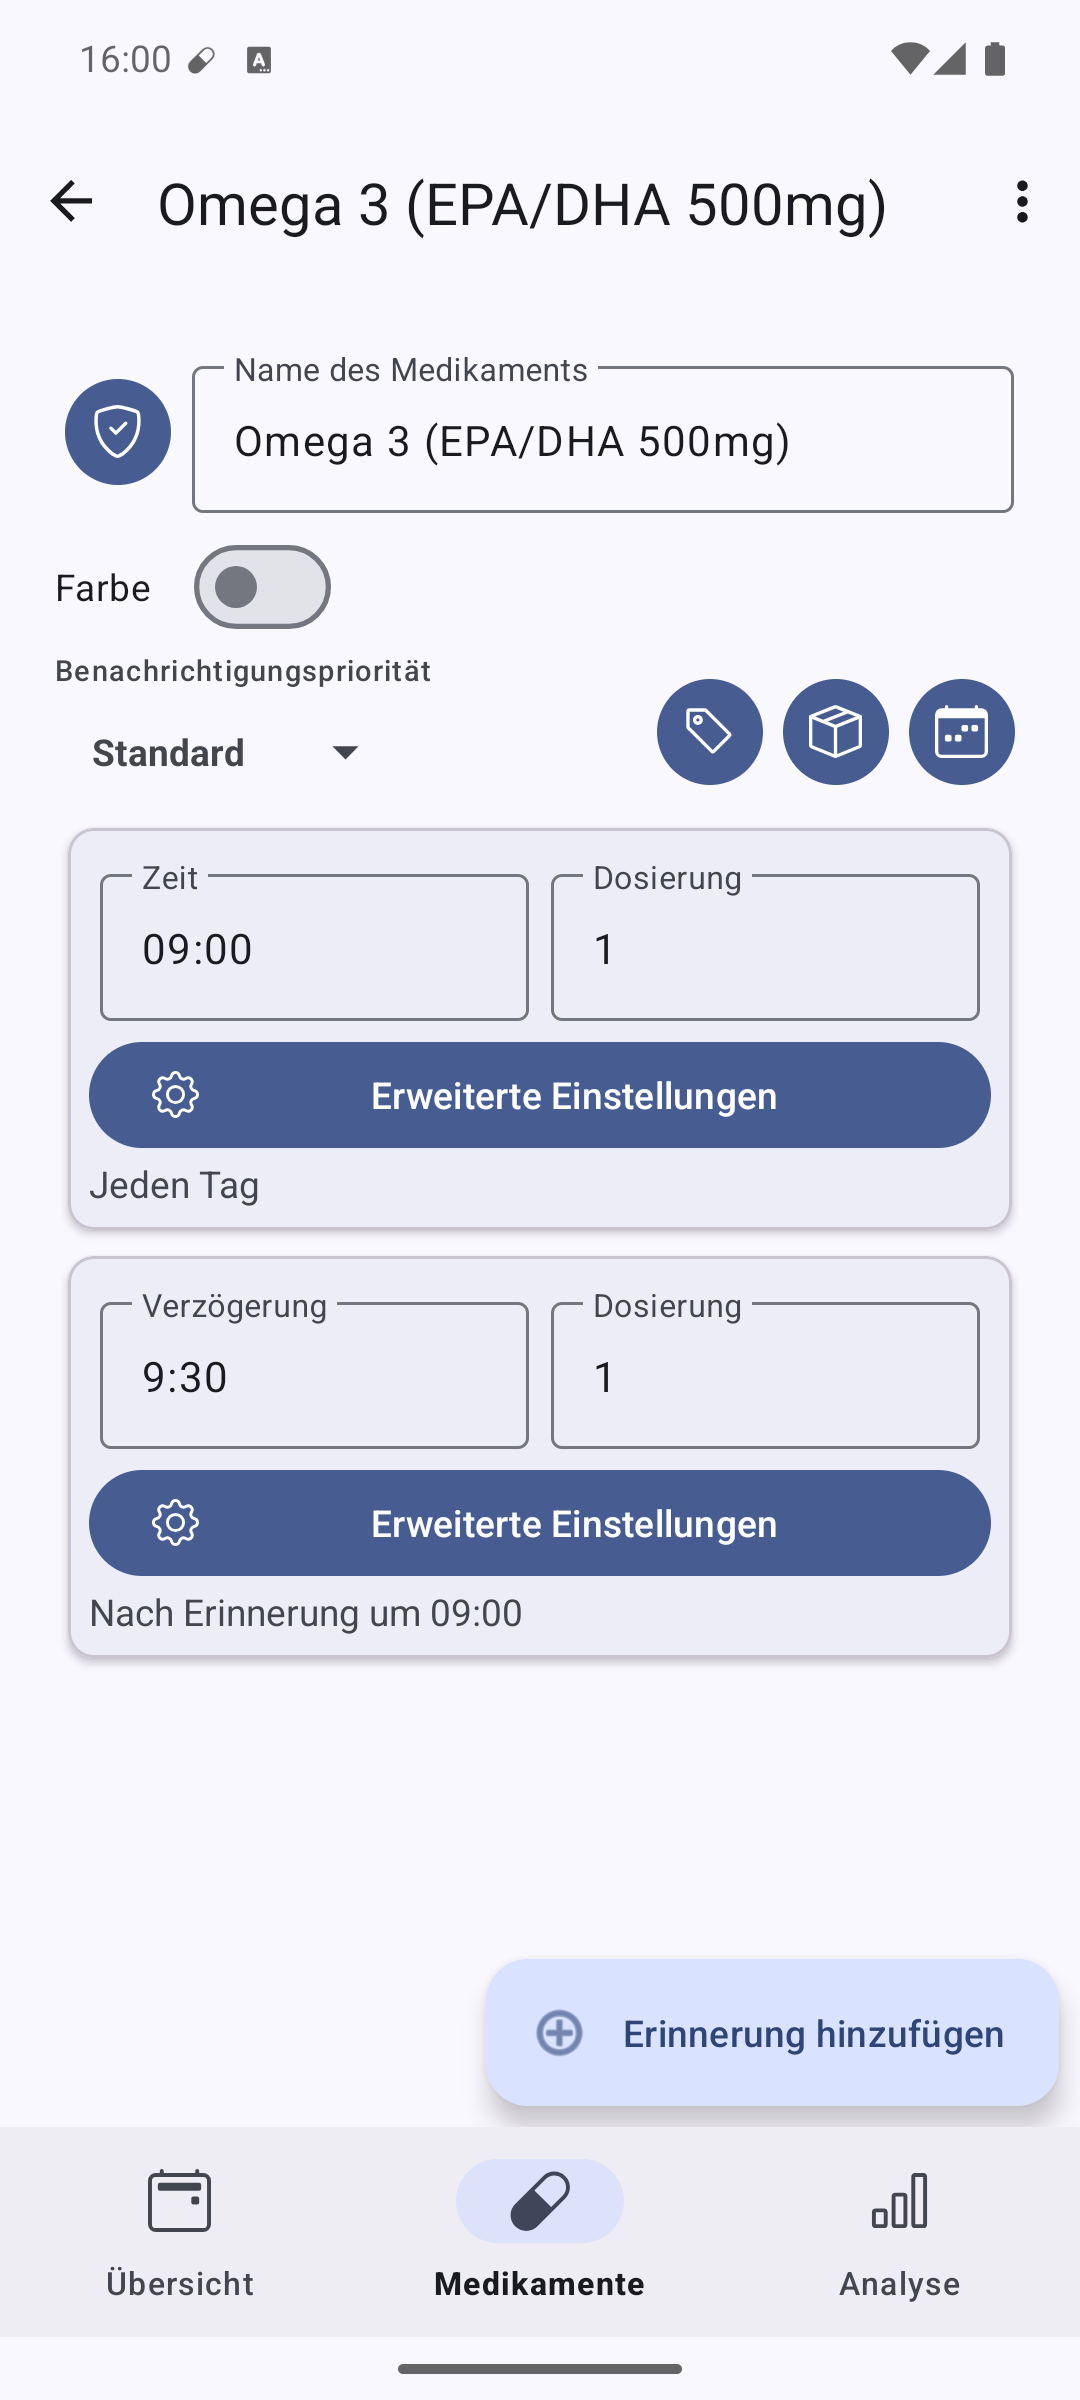 16:00
Omega 3 (EPA/DHA 500mg)
Name des Medikaments
Omega 3 (EPA/DHA 500mg)
Farbe
Benachrichtigungspriorität
Standard
Zeit
09:00
Dosierung
1
Erweiterte Einstellungen
Jeden Tag
Verzögerung
9:30
Dosierung
1
Erweiterte Einstellungen
Nach Erinnerung um 09:00
Erinnerung hinzufügen
Übersicht
Medikamente
Analyse